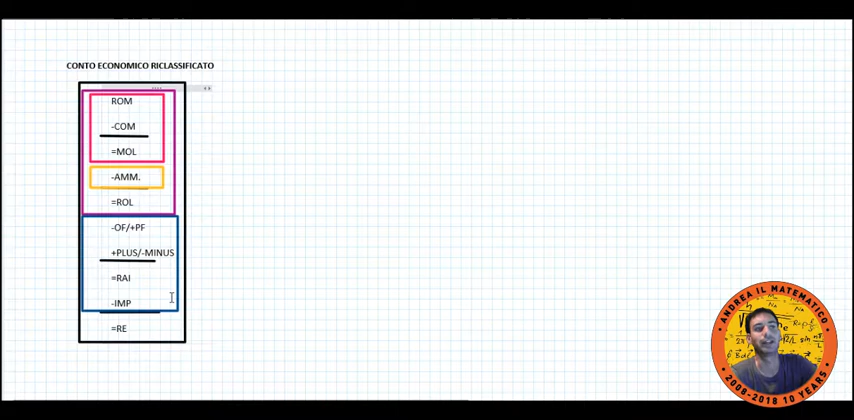 CONTO ECONOMICO RICLASSIFICATO
ROM
-COM
=MOL
-AMM.
=ROL
-OF/+PF
+PLUS/-MINUS
=RAI
-IMP
=RE
ANDREA IL MATEMATICO
2008-2018 10 YEARS